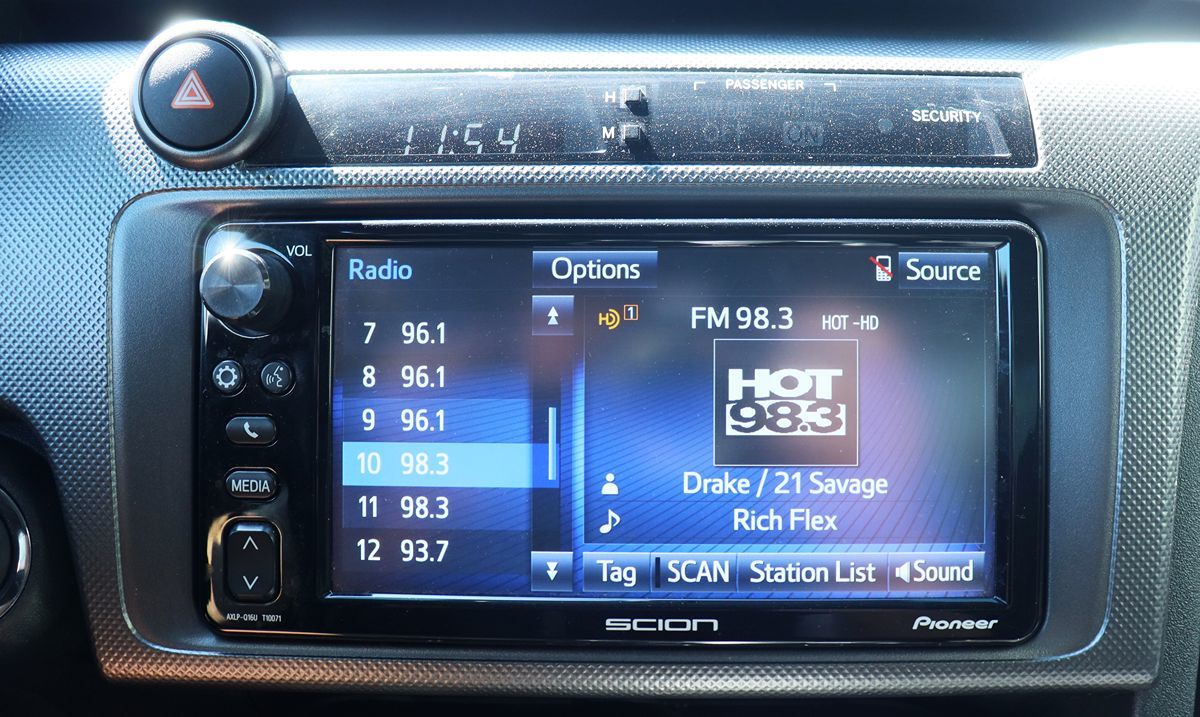 PASSENGER
H
M
11:54
OFF
ON
SECURITY
VOL
Radio
Options
Source
7 96.1
8 96.1
9 96.1
10 98.3
11 98.3
12 93.7
HD 1
FM 98.3 HOT -HD
HOT
98.3
Drake / 21 Savage
Rich Flex
MEDIA
Tag SCAN Station List Sound
AXLP-Q16U T10071
SCION
Pioneer